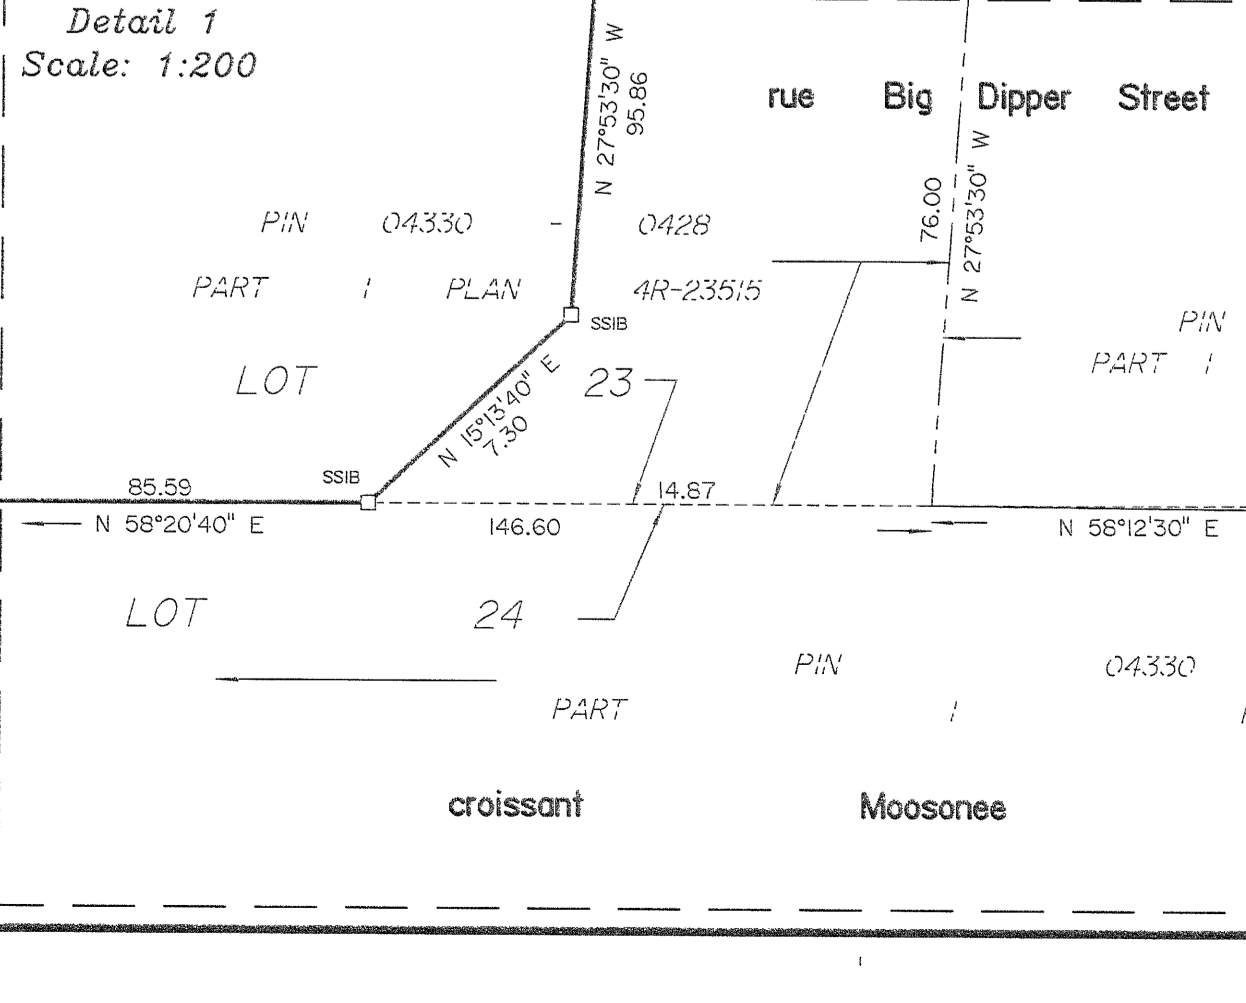 Detail 1
Scale: 1:200
N 27°53'30" W
95.86
rue Big Dipper Street
76.00
N 27°53'30" W
PIN 04330 - 0428
PART 1 PLAN 4R-23515
SSIB
PIN
PART 1
LOT 23
N 15°13'40" E
7.30
SSIB
85.59
14.87
N 58°20'40" E
146.60
N 58°12'30" E
LOT 24
PIN 04330
PART 1
croissant Moosonee